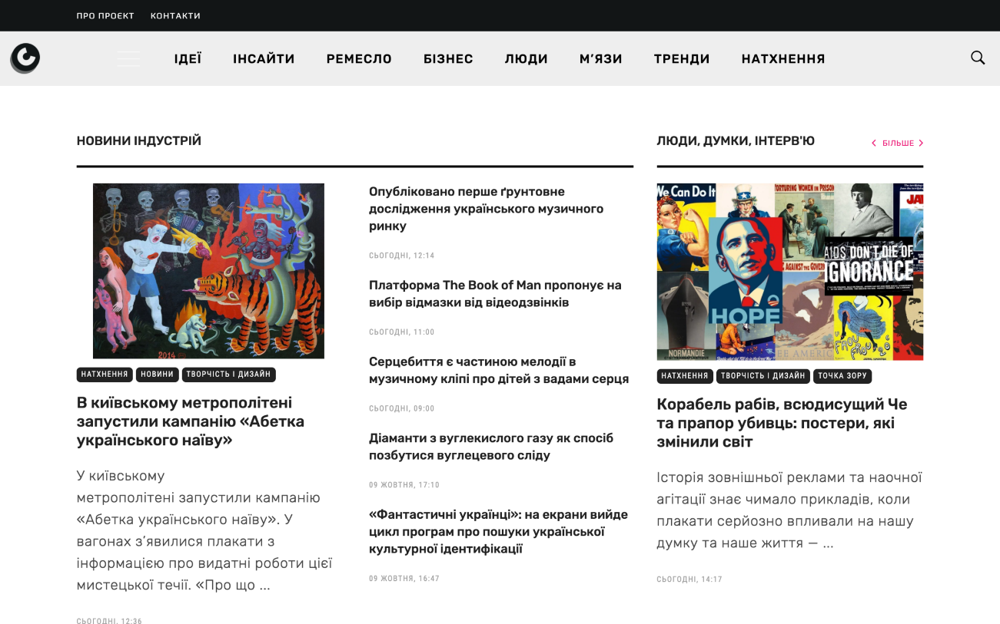 ПРО ПРОЄКТ КОНТАКТИ
ІДЕЇ ІНСАЙТИ РЕМЕСЛО БІЗНЕС ЛЮДИ М’ЯЗИ ТРЕНДИ НАТХНЕННЯ
НОВИНИ ІНДУСТРІЙ
2014
НАТХНЕННЯ НОВИНИ ТВОРЧІСТЬ І ДИЗАЙН
В київському метрополітені
запустили кампанію «Абетка
українського наїву»
У київському
метрополітені запустили кампанію
«Абетка українського наїву». У
вагонах з’явилися плакати з
інформацією про видатні роботи цієї
мистецької течії. «Про що ...
СЬОГОДНІ, 12:36
Опубліковано перше ґрунтовне
дослідження українського музичного
ринку
СЬОГОДНІ, 12:14
Платформа The Book of Man пропонує на
вибір відмазки від відеодзвінків
СЬОГОДНІ, 11:00
Серцебиття є частиною мелодії в
музичному кліпі про дітей з вадами серця
СЬОГОДНІ, 09:00
Діаманти з вуглекислого газу як спосіб
позбутися вуглецевого сліду
09 ЖОВТНЯ, 17:10
«Фантастичні українці»: на екрани вийде
цикл програм про пошуки української
культурної ідентифікації
09 ЖОВТНЯ, 16:47
ЛЮДИ, ДУМКИ, ІНТЕРВ'Ю
БІЛЬШЕ
We Can Do It
TORTURING WOMEN IN PRISON
JA
AGAINST THE GOVER
AIDS DON'T DIE OF
IGNORANCE
HOPE
NORMANDIE
EE AMERIC
НАТХНЕННЯ ТВОРЧІСТЬ І ДИЗАЙН ТОЧКА ЗОРУ
Корабель рабів, всюдисущий Че
та прапор убивць: постери, які
змінили світ
Історія зовнішньої реклами та наочної
агітації знає чимало прикладів, коли
плакати серйозно впливали на нашу
думку та наше життя — ...
СЬОГОДНІ, 14:17